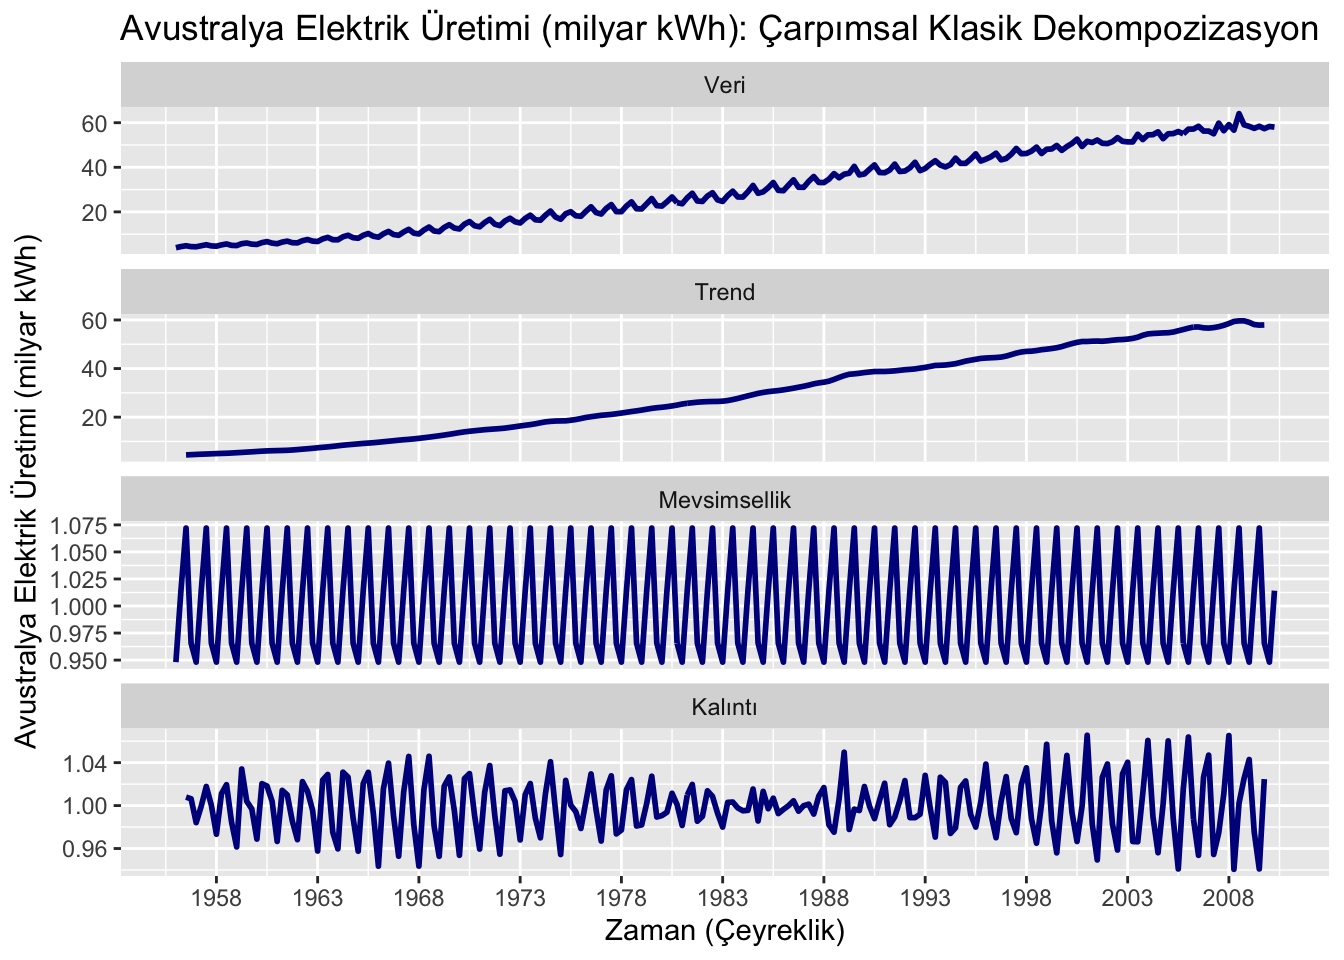 Avustralya Elektrik Üretimi (milyar kWh): Çarpımsal Klasik Dekompozizasyon
Avustralya Elektrik Üretimi (milyar kWh)
Veri
60
40
20
Trend
60
40
20
Mevsimsellik
1.075
1.050
1.025
1.000
0.975
0.950
Kalıntı
1.04
1.00
0.96
1958 1963 1968 1973 1978 1983 1988 1993 1998 2003 2008
Zaman (Çeyreklik)